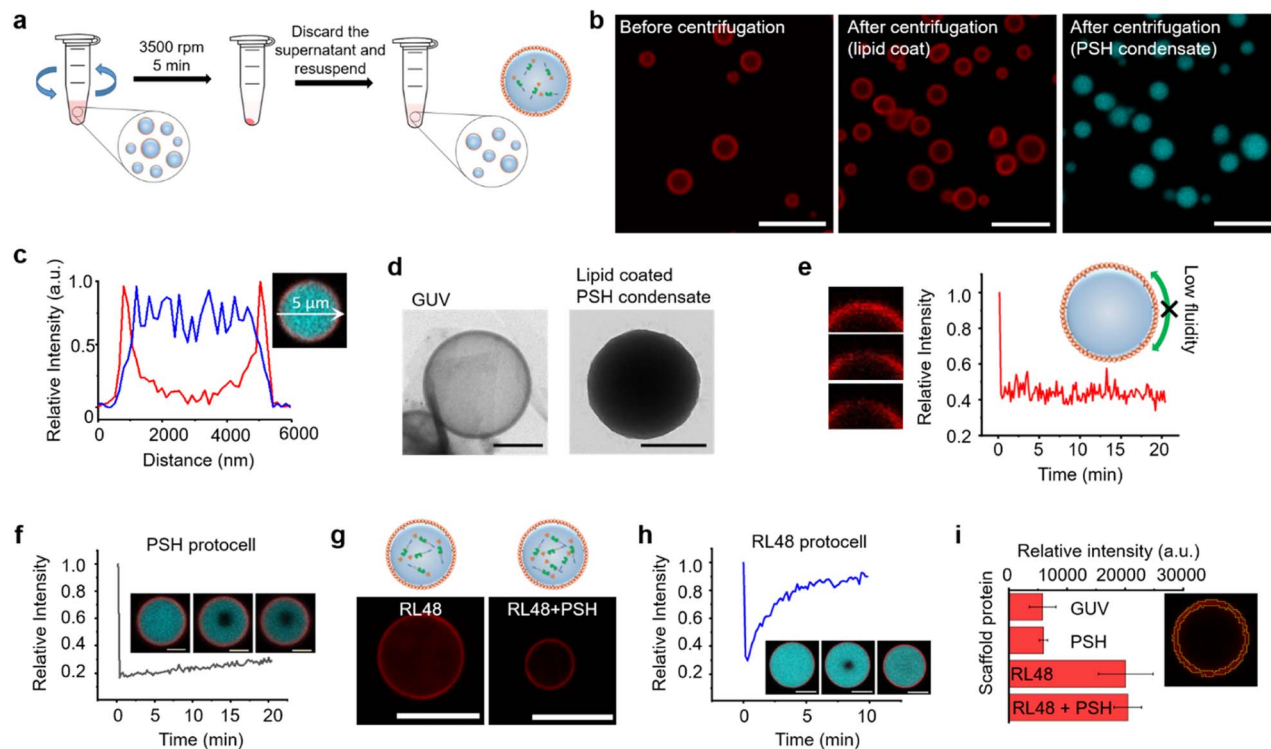 a
3500 rpm
5 min
Discard the
supernatant and
resuspend
b
Before centrifugation
After centrifugation
(lipid coat)
After centrifugation
(PSH condensate)
c
Relative Intensity (a.u.)
1.0
0.5
0
0
2000
4000
6000
Distance (nm)
5 μm
d
GUV
Lipid coated
PSH condensate
e
Relative Intensity
1.0
0.8
0.6
0.4
0.2
0
5
10
15
20
Time (min)
Low fluidity
f
PSH protocell
Relative Intensity
1.0
0.8
0.6
0.4
0.2
0
5
10
15
20
Time (min)
g
RL48
RL48+PSH
h
RL48 protocell
Relative Intensity
1.0
0.8
0.6
0.4
0.2
0
5
10
Time (min)
i
Relative intensity (a.u.)
0
10000
20000
30000
Scaffold protein
GUV
PSH
RL48
RL48 + PSH